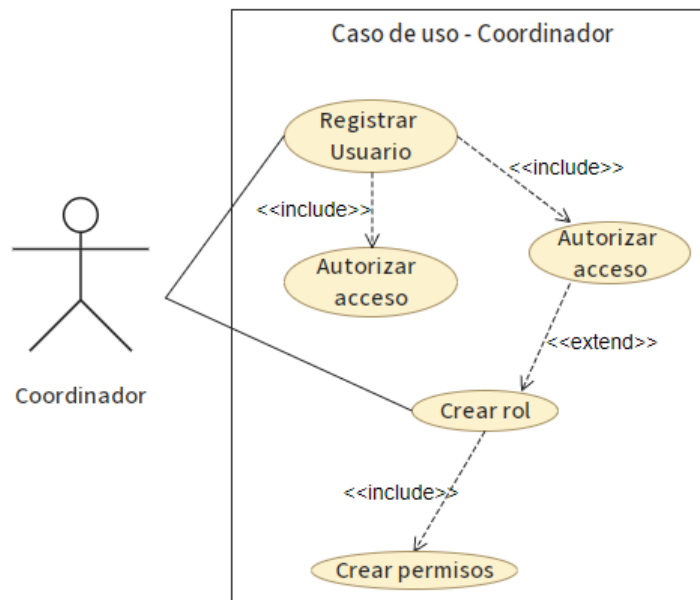 Caso de uso - Coordinador
Registrar
Usuario
<<include>>
<<include>>
Autorizar
acceso
Autorizar
acceso
<<extend>>
Coordinador
Crear rol
<<include>>
Crear permisos